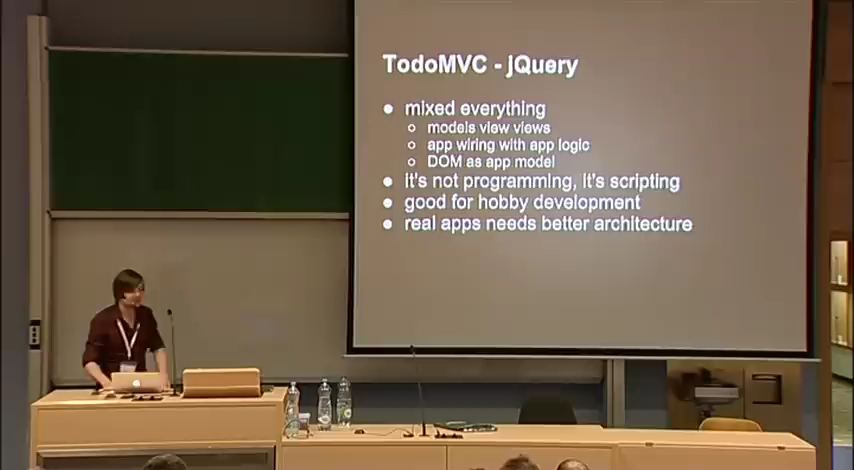 TodoMVC - jQuery
● mixed everything
○ models view views
○ app wiring with app logic
○ DOM as app model
● it's not programming, it's scripting
● good for hobby development
● real apps needs better architecture